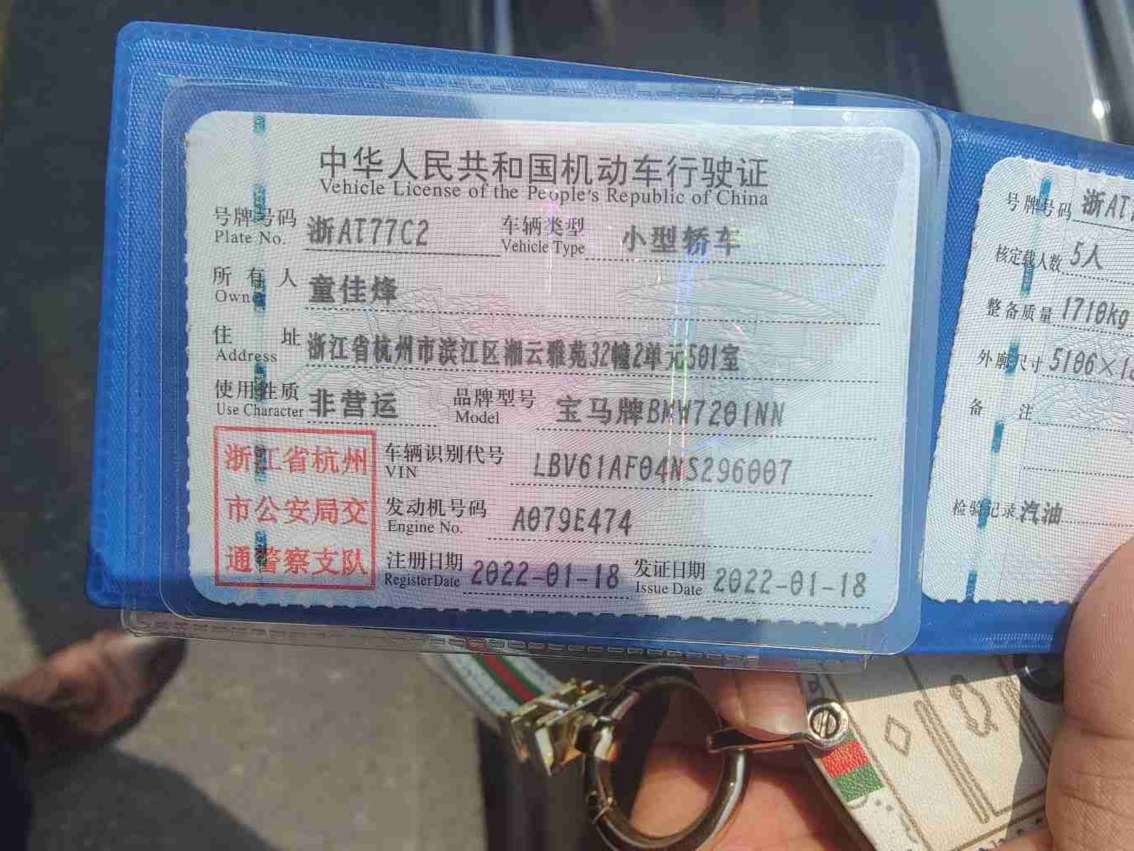 中华人民共和国机动车行驶证
Vehicle License of the People's Republic of China
号牌号码 浙AT77C2 车辆类型 小型轿车
Plate No. Vehicle Type
所有人 童佳烽
Owner
住址 浙江省杭州市滨江区湘云雅苑32幢2单元501室
Address
使用性质 非营运 品牌型号 宝马牌BMW7201NN
Use Character Model
浙江省杭州
市公安局交
通警察支队
车辆识别代号 LBV61AF04NS296007
VIN
发动机号码 A079E474
Engine No.
注册日期 2022-01-18 发证日期 2022-01-18
Register Date Issue Date
号牌号码 浙AT
核定载人数 5人
整备质量 1710kg
外廓尺寸 5106×1
备注
检验记录 汽油